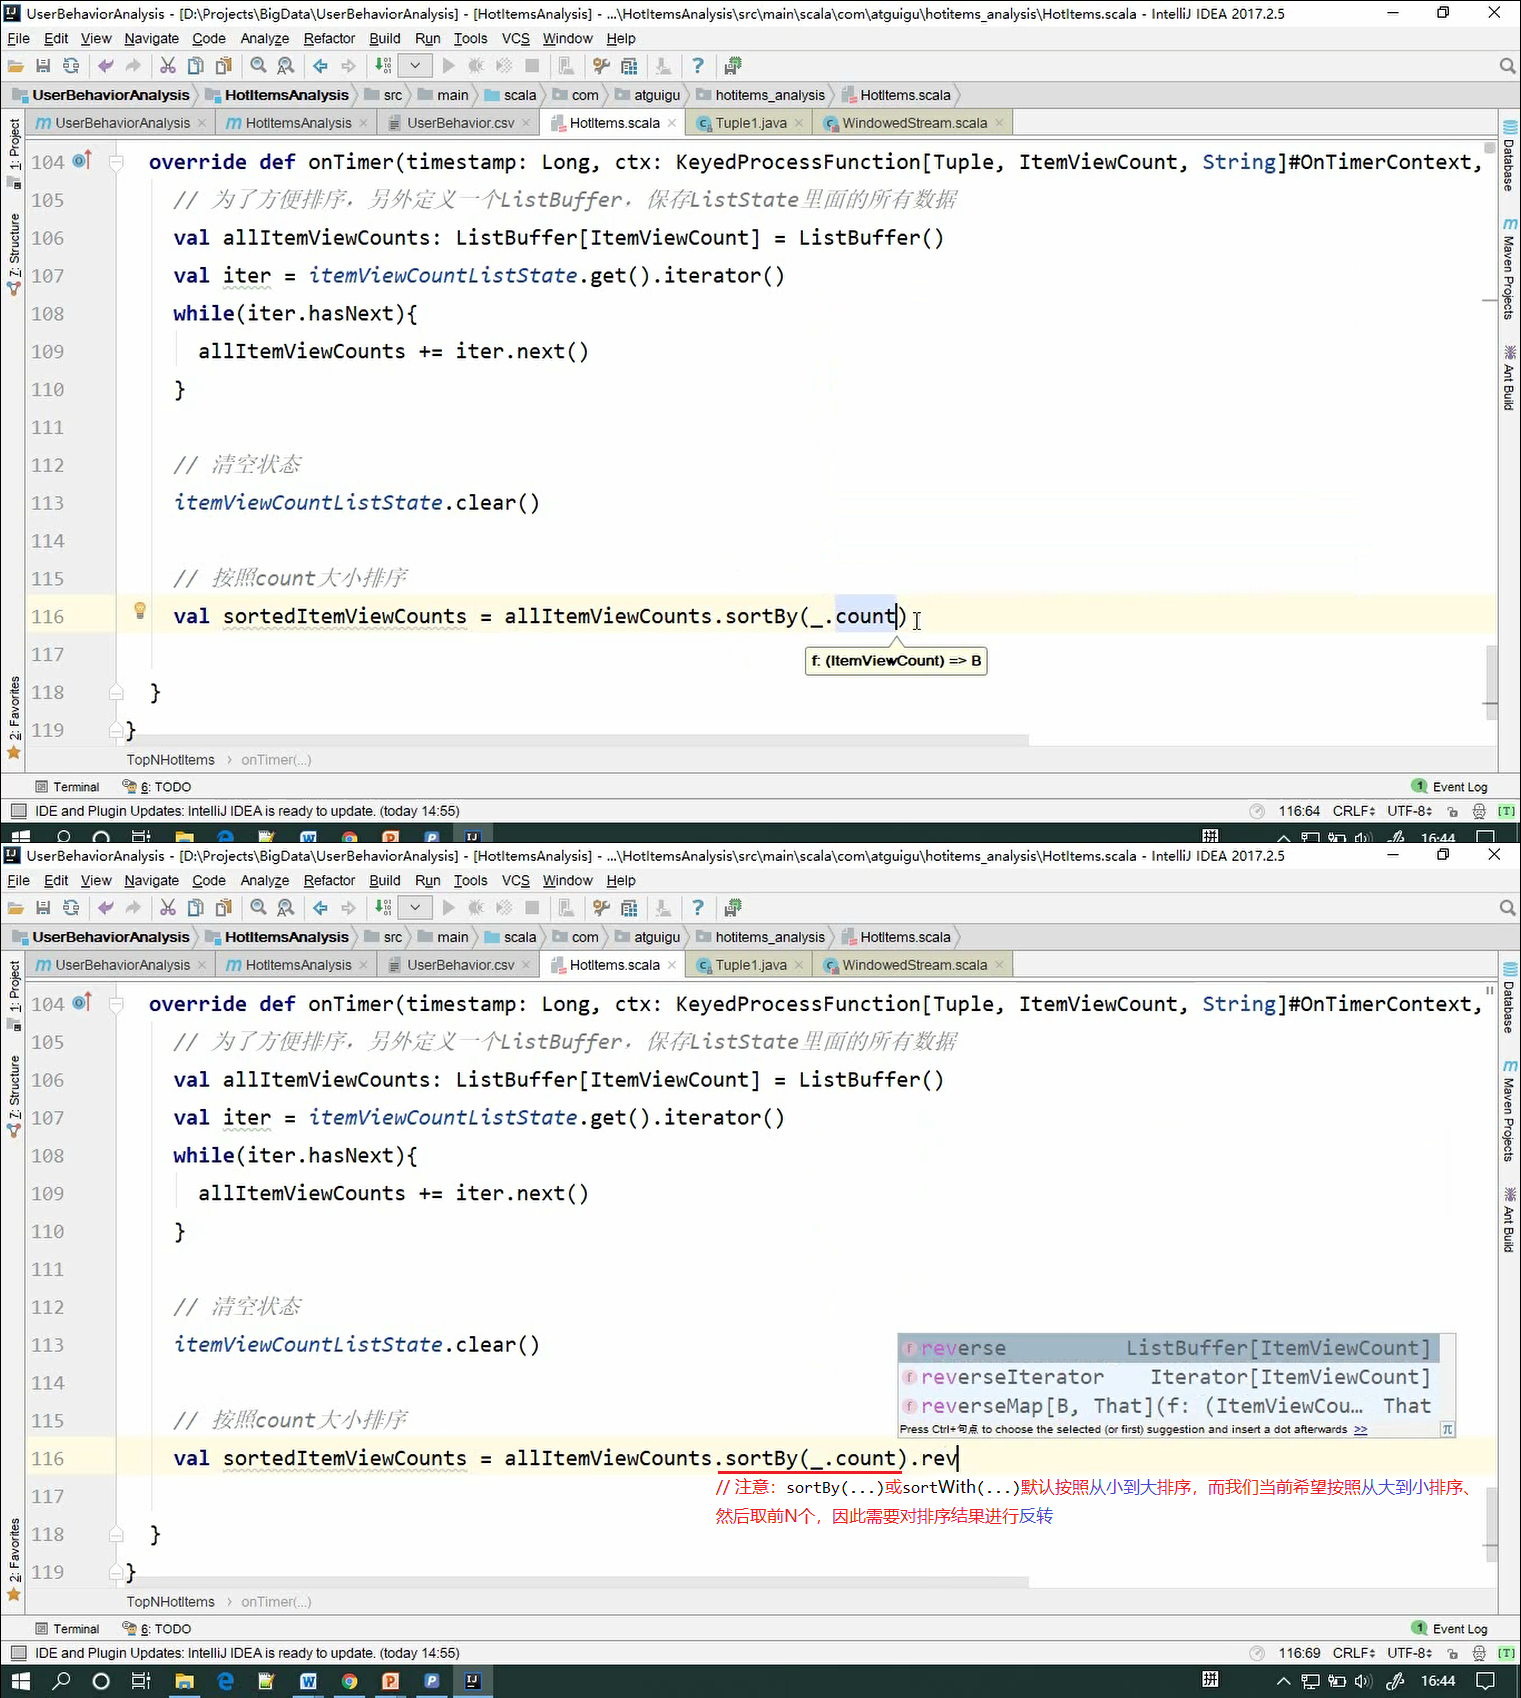 UserBehaviorAnalysis - [D:\Projects\BigData\UserBehaviorAnalysis] - [HotItemsAnalysis] - ...\HotItemsAnalysis\src\main\scala\com\atguigu\hotitems_analysis\HotItems.scala - IntelliJ IDEA 2017.2.5
File Edit View Navigate Code Analyze Refactor Build Run Tools VCS Window Help
UserBehaviorAnalysis HotItemsAnalysis src main scala com atguigu hotitems_analysis HotItems.scala
UserBehaviorAnalysis HotItemsAnalysis UserBehavior.csv HotItems.scala Tuple1.java WindowedStream.scala
1: Project
7: Structure
2: Favorites
Database
Maven Projects
Ant Build
104 override def onTimer(timestamp: Long, ctx: KeyedProcessFunction[Tuple, ItemViewCount, String]#OnTimerContext,
105 // 为了方便排序，另外定义一个ListBuffer，保存ListState里面的所有数据
106 val allItemViewCounts: ListBuffer[ItemViewCount] = ListBuffer()
107 val iter = itemViewCountListState.get().iterator()
108 while(iter.hasNext){
109 allItemViewCounts += iter.next()
110 }
111
112 // 清空状态
113 itemViewCountListState.clear()
114
115 // 按照count大小排序
116 val sortedItemViewCounts = allItemViewCounts.sortBy(_.count)
f: (ItemViewCount) => B
117
118 }
119 }
TopNHotItems › onTimer(...)
Terminal 6: TODO 1 Event Log
IDE and Plugin Updates: IntelliJ IDEA is ready to update. (today 14:55) 116:64 CRLF UTF-8 [T]
拼 16:44
UserBehaviorAnalysis - [D:\Projects\BigData\UserBehaviorAnalysis] - [HotItemsAnalysis] - ...\HotItemsAnalysis\src\main\scala\com\atguigu\hotitems_analysis\HotItems.scala - IntelliJ IDEA 2017.2.5
File Edit View Navigate Code Analyze Refactor Build Run Tools VCS Window Help
UserBehaviorAnalysis HotItemsAnalysis src main scala com atguigu hotitems_analysis HotItems.scala
UserBehaviorAnalysis HotItemsAnalysis UserBehavior.csv HotItems.scala Tuple1.java WindowedStream.scala
1: Project
7: Structure
2: Favorites
Database
Maven Projects
Ant Build
104 override def onTimer(timestamp: Long, ctx: KeyedProcessFunction[Tuple, ItemViewCount, String]#OnTimerContext,
105 // 为了方便排序，另外定义一个ListBuffer，保存ListState里面的所有数据
106 val allItemViewCounts: ListBuffer[ItemViewCount] = ListBuffer()
107 val iter = itemViewCountListState.get().iterator()
108 while(iter.hasNext){
109 allItemViewCounts += iter.next()
110 }
111
112 // 清空状态
113 itemViewCountListState.clear()
reverse ListBuffer[ItemViewCount]
reverseIterator Iterator[ItemViewCount]
reverseMap[B, That](f: (ItemViewCou... That
Press Ctrl+句点 to choose the selected (or first) suggestion and insert a dot afterwards >> π
114
115 // 按照count大小排序
116 val sortedItemViewCounts = allItemViewCounts.sortBy(_.count).rev
// 注意：sortBy(...)或sortWith(...)默认按照从小到大排序，而我们当前希望按照从大到小排序、
然后取前N个，因此需要对排序结果进行反转
117
118 }
119 }
TopNHotItems › onTimer(...)
Terminal 6: TODO 1 Event Log
IDE and Plugin Updates: IntelliJ IDEA is ready to update. (today 14:55) 116:69 CRLF UTF-8 [T]
拼 16:44